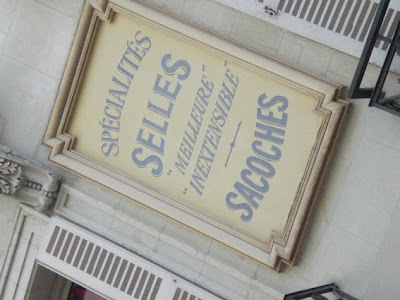 SPÉCIALITÉS
SELLES
"MEILLEURE"
"INEXTENSIBLE"
SACOCHES